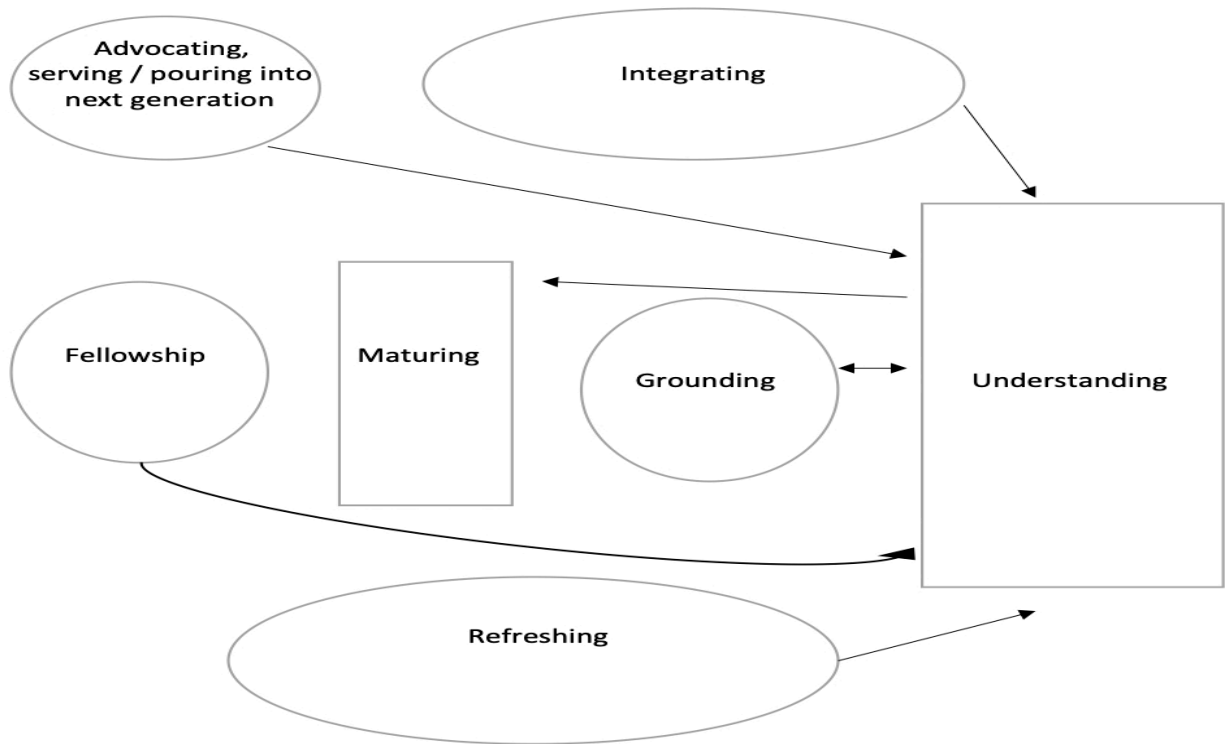 Advocating,
serving / pouring into
next generation
Integrating
Fellowship
Maturing
Grounding
Understanding
Refreshing